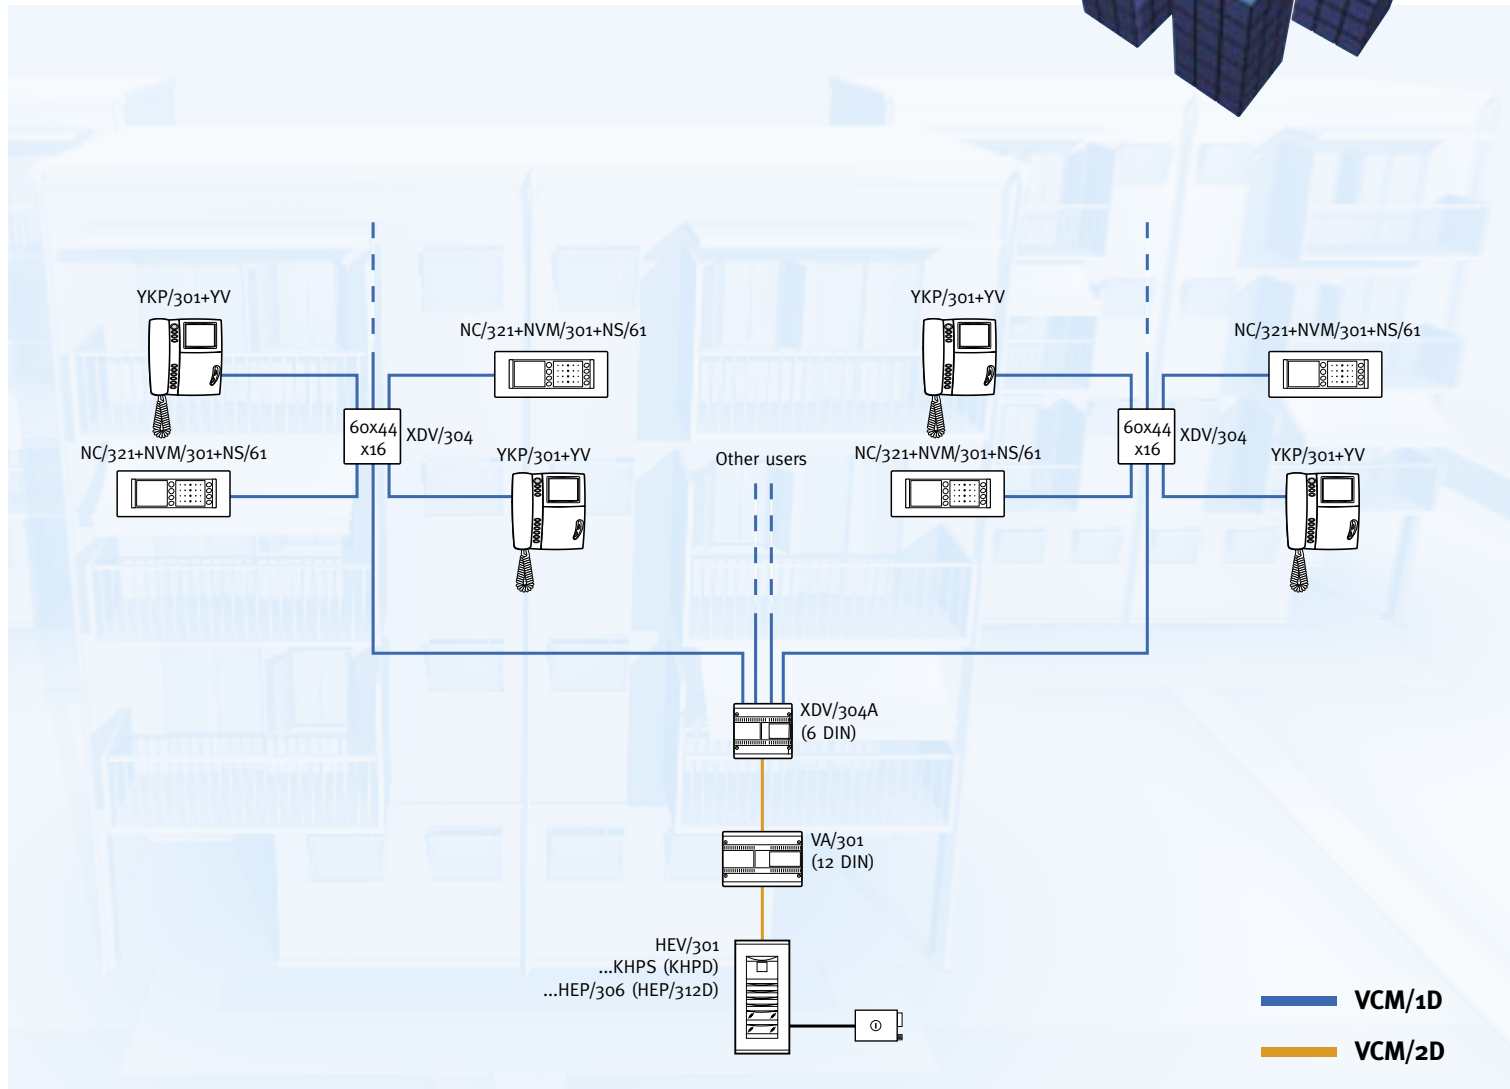 YKP/301+YV
NC/321+NVM/301+NS/61
60x44
x16
XDV/304
NC/321+NVM/301+NS/61
YKP/301+YV
Other users
YKP/301+YV
NC/321+NVM/301+NS/61
60x44
x16
XDV/304
NC/321+NVM/301+NS/61
YKP/301+YV
XDV/304A
(6 DIN)
VA/301
(12 DIN)
HEV/301
...KHPS (KHPD)
...HEP/306 (HEP/312D)
VCM/1D
VCM/2D